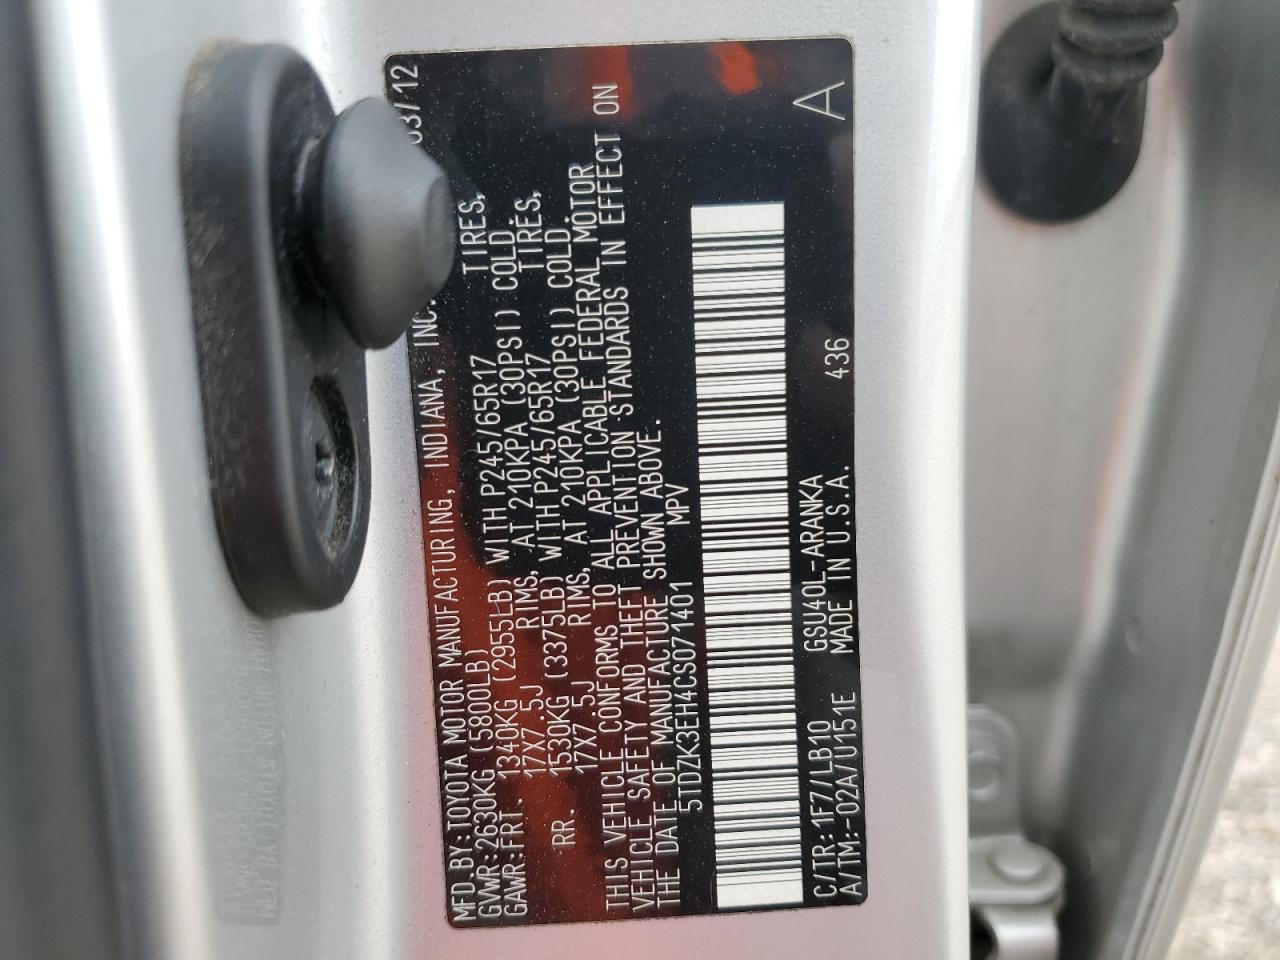 MFD. BY: TOYOTA MOTOR MANUFACTURING, INDIANA, INC. 03/12
GVWR: 2630KG (5800LB)
GAWR: FRT. 1340KG (2955LB) WITH P245/65R17 TIRES,
17X7.5J RIMS, AT 210KPA (30PSI) COLD
RR. 1530KG (3375LB) WITH P245/65R17 TIRES,
17X7.5J RIMS, AT 210KPA (30PSI) COLD.
THIS VEHICLE CONFORMS TO ALL APPLICABLE FEDERAL MOTOR
VEHICLE SAFETY AND THEFT PREVENTION STANDARDS IN EFFECT ON
THE DATE OF MANUFACTURE SHOWN ABOVE.
5TDZK3EH4CS071401 MPV
C/TR: 1F7/LB10 GSU40L-ARANKA 436 A
A/TM: -02A/U151E MADE IN U.S.A.